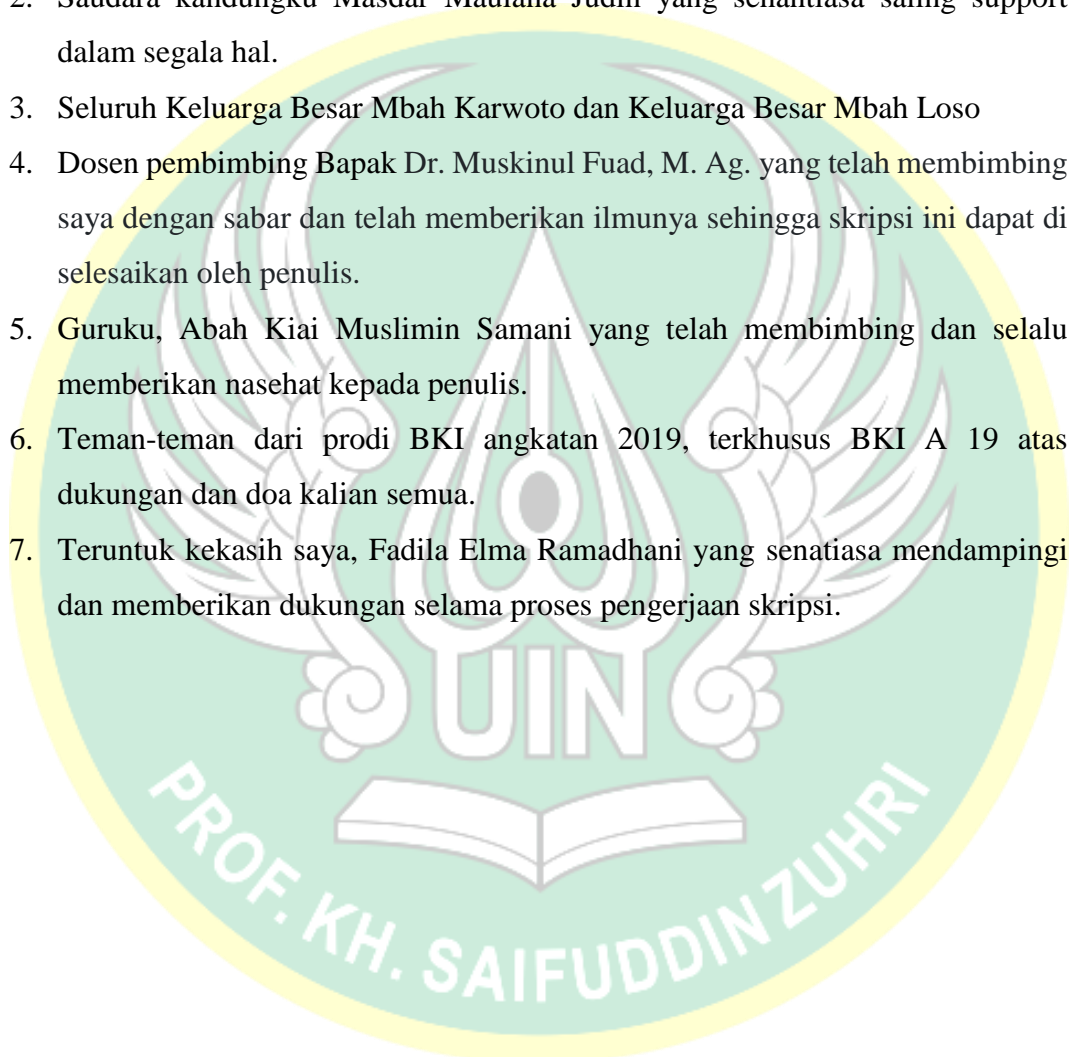 2. Saudara kandungku Masdar Maulana Judin yang senantiasa saling support
dalam segala hal.
3. Seluruh Keluarga Besar Mbah Karwoto dan Keluarga Besar Mbah Loso
4. Dosen pembimbing Bapak Dr. Muskinul Fuad, M. Ag. yang telah membimbing
saya dengan sabar dan telah memberikan ilmunya sehingga skripsi ini dapat di
selesaikan oleh penulis.
5. Guruku, Abah Kiai Muslimin Samani yang telah membimbing dan selalu
memberikan nasehat kepada penulis.
6. Teman-teman dari prodi BKI angkatan 2019, terkhusus BKI A 19 atas
dukungan dan doa kalian semua.
7. Teruntuk kekasih saya, Fadila Elma Ramadhani yang senatiasa mendampingi
dan memberikan dukungan selama proses pengerjaan skripsi.
UIN
PROF. KH. SAIFUDDIN ZUHRI